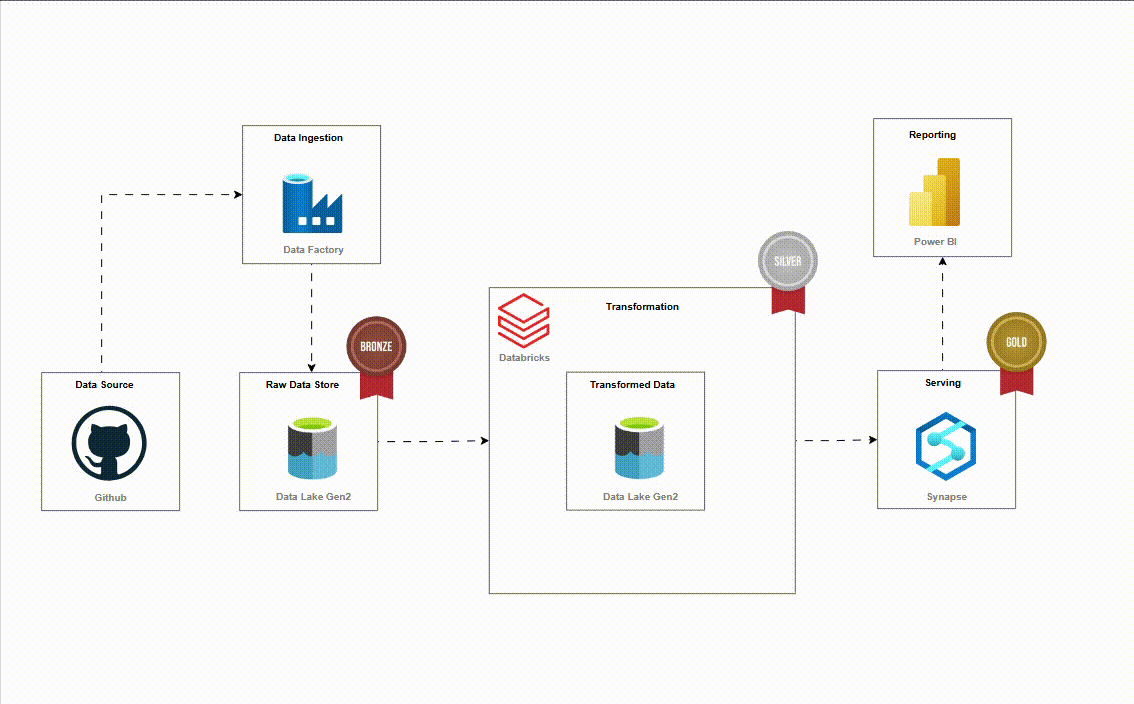 Data Source
Github
Data Ingestion
Data Factory
BRONZE
Raw Data Store
Data Lake Gen2
SILVER
Transformation
Databricks
Transformed Data
Data Lake Gen2
GOLD
Serving
Synapse
Reporting
Power BI